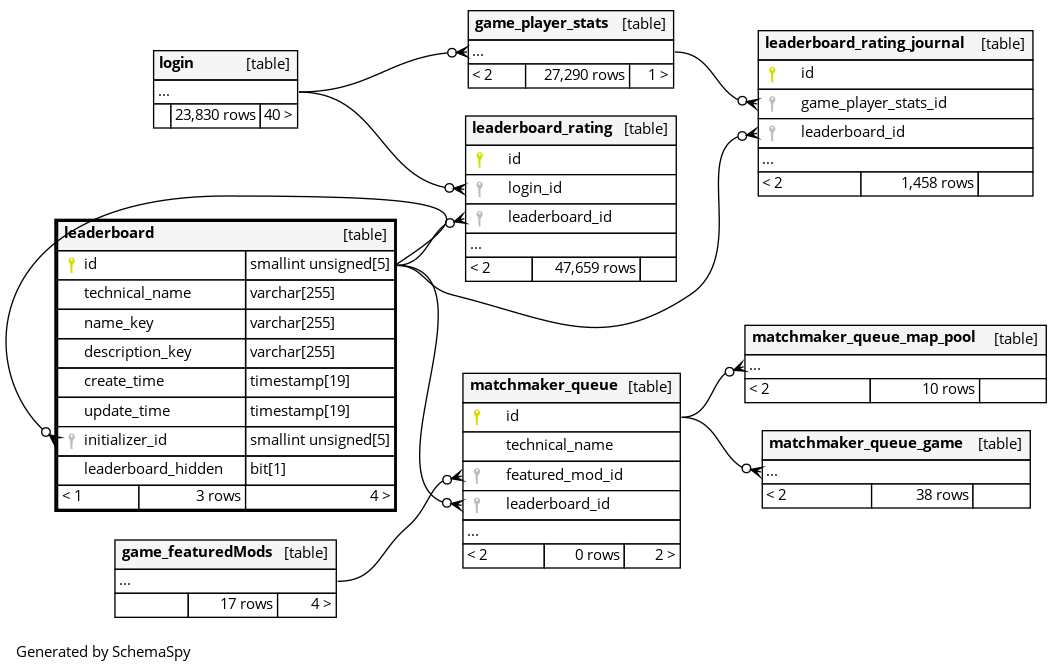 login [table]
...
23,830 rows 40 >
game_player_stats [table]
...
< 2 27,290 rows 1 >
leaderboard_rating_journal [table]
id
game_player_stats_id
leaderboard_id
...
< 2 1,458 rows
leaderboard_rating [table]
id
login_id
leaderboard_id
...
< 2 47,659 rows
leaderboard [table]
id smallint unsigned[5]
technical_name varchar[255]
name_key varchar[255]
description_key varchar[255]
create_time timestamp[19]
update_time timestamp[19]
initializer_id smallint unsigned[5]
leaderboard_hidden bit[1]
< 1 3 rows 4 >
matchmaker_queue [table]
id
technical_name
featured_mod_id
leaderboard_id
...
< 2 0 rows 2 >
matchmaker_queue_map_pool [table]
...
< 2 10 rows
matchmaker_queue_game [table]
...
< 2 38 rows
game_featuredMods [table]
...
17 rows 4 >
Generated by SchemaSpy